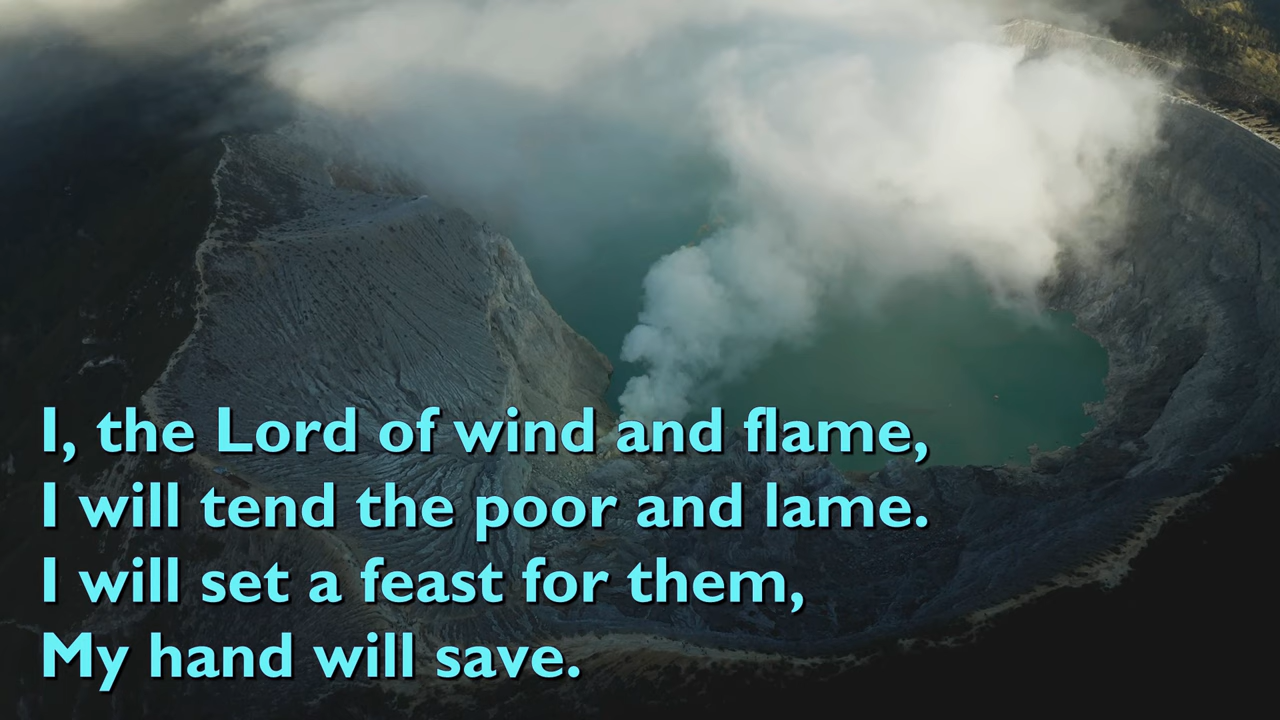 I, the Lord of wind and flame,
I will tend the poor and lame.
I will set a feast for them,
My hand will save.